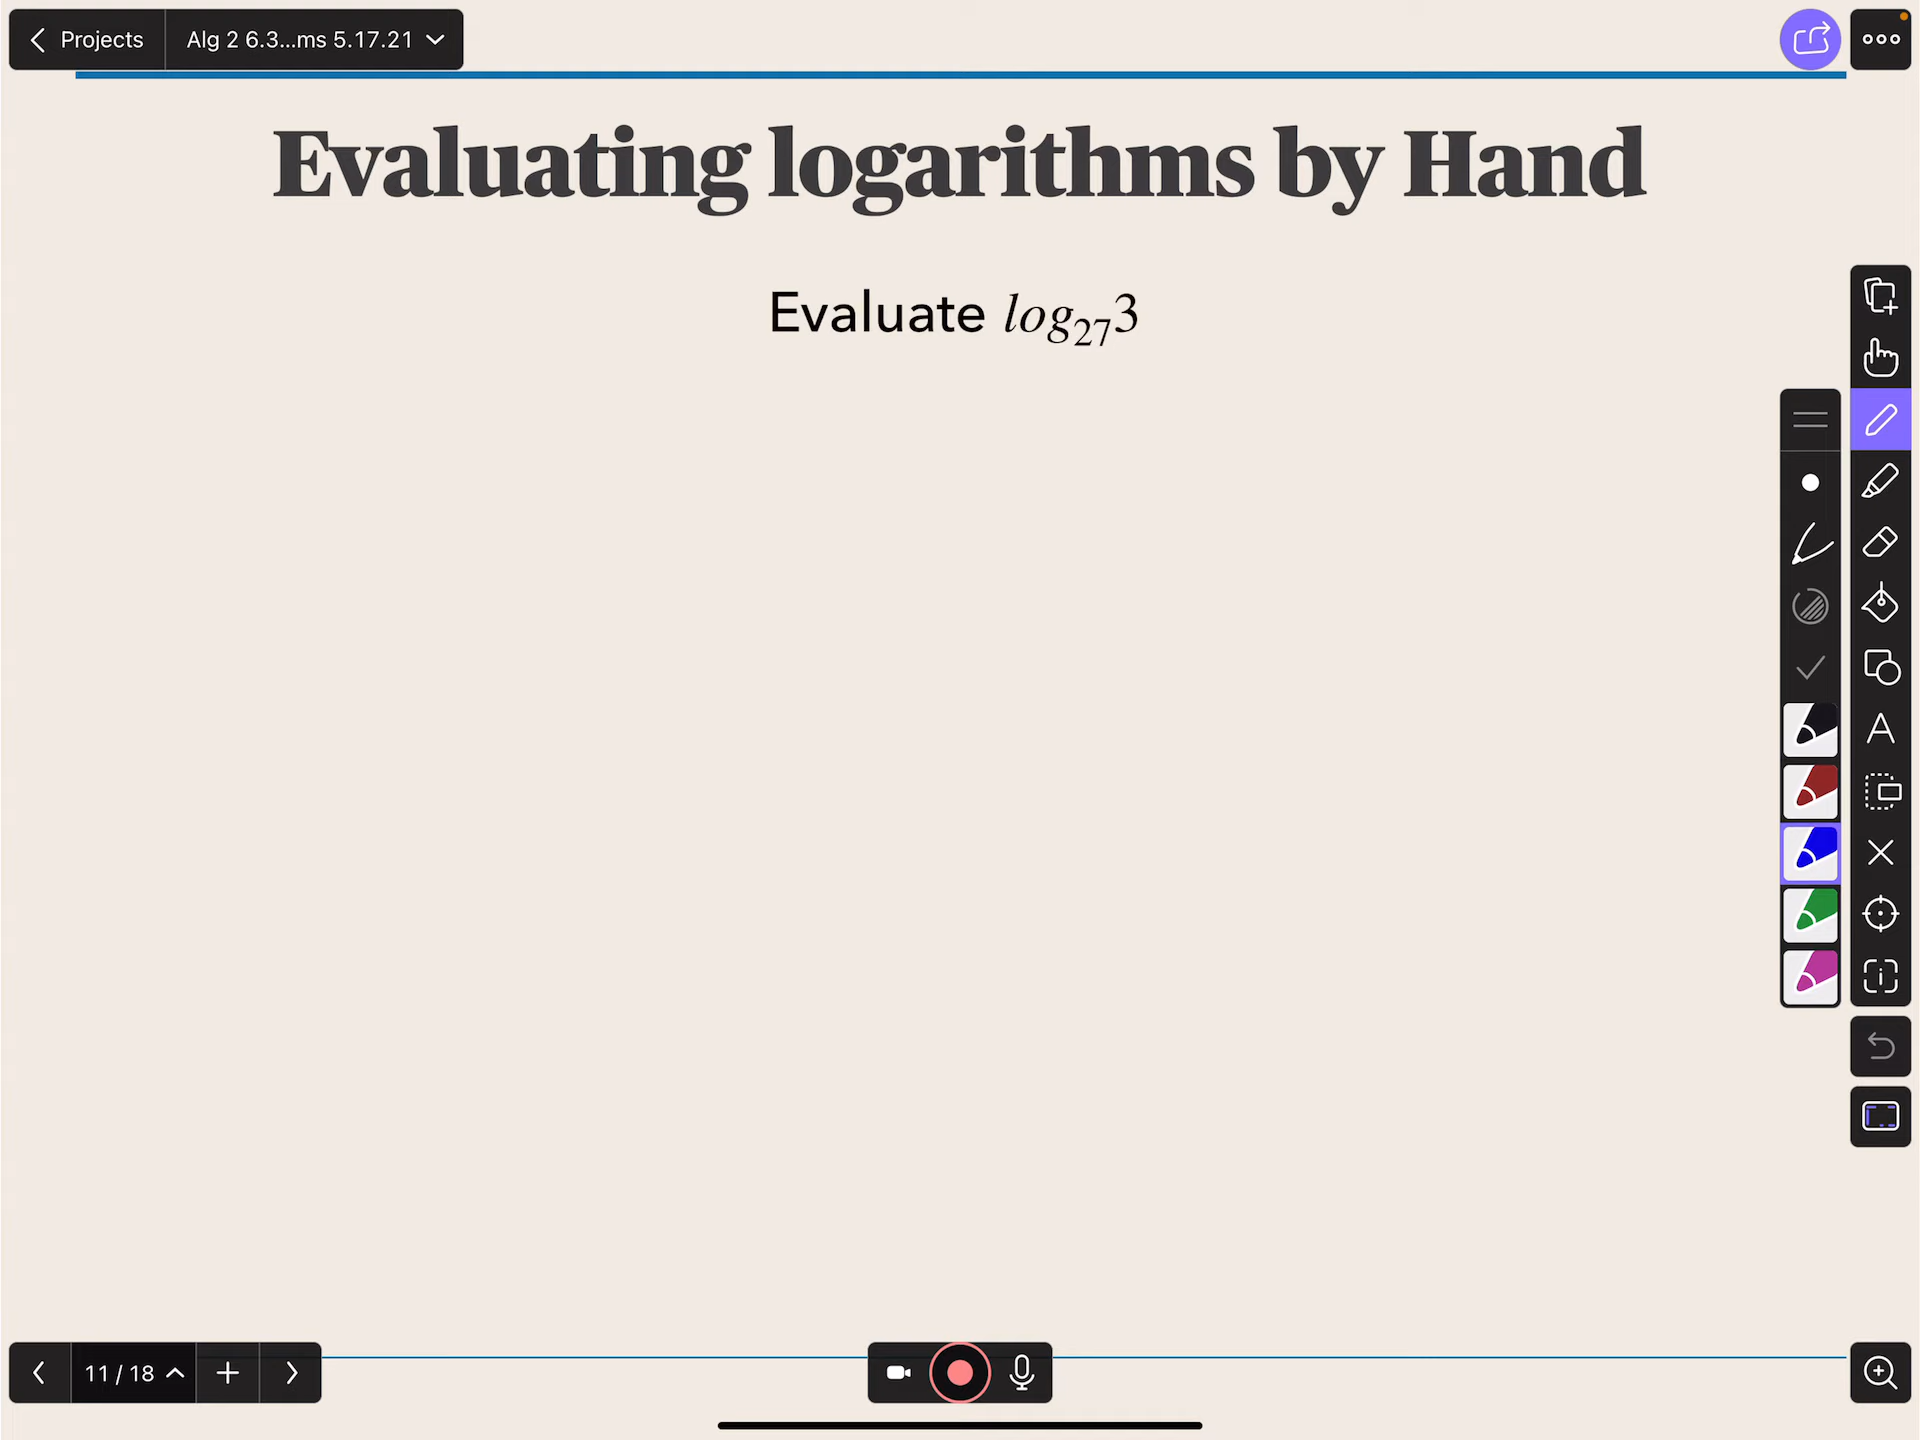 Projects
Alg 2 6.3...ms 5.17.21
Evaluating logarithms by Hand
Evaluate log₂₇3
11 / 18